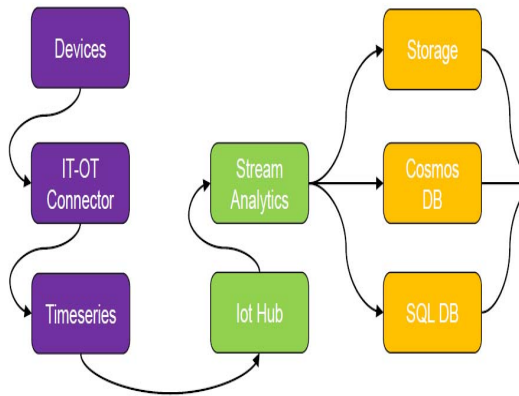 Devices
IT-OT
Connector
Timeseries
Stream
Analytics
Iot Hub
Storage
Cosmos
DB
SQL DB